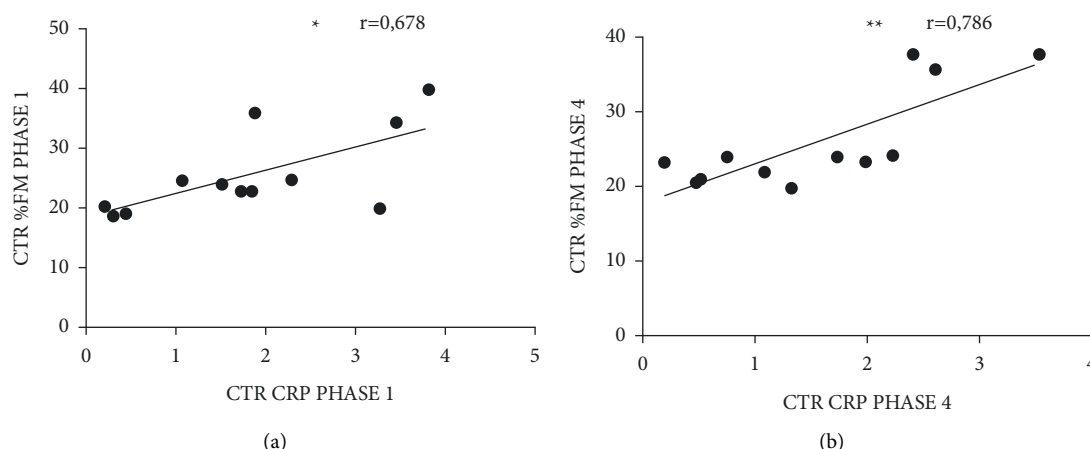 * r=0,678
50
40
30
20
10
0
CTR %FM PHASE 1
0 1 2 3 4 5
CTR CRP PHASE 1
(a)
** r=0,786
40
30
20
10
0
CTR %FM PHASE 4
0 1 2 3 4
CTR CRP PHASE 4
(b)